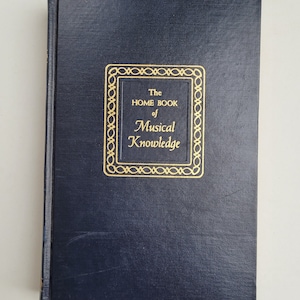 The
HOME BOOK
of
Musical
Knowledge